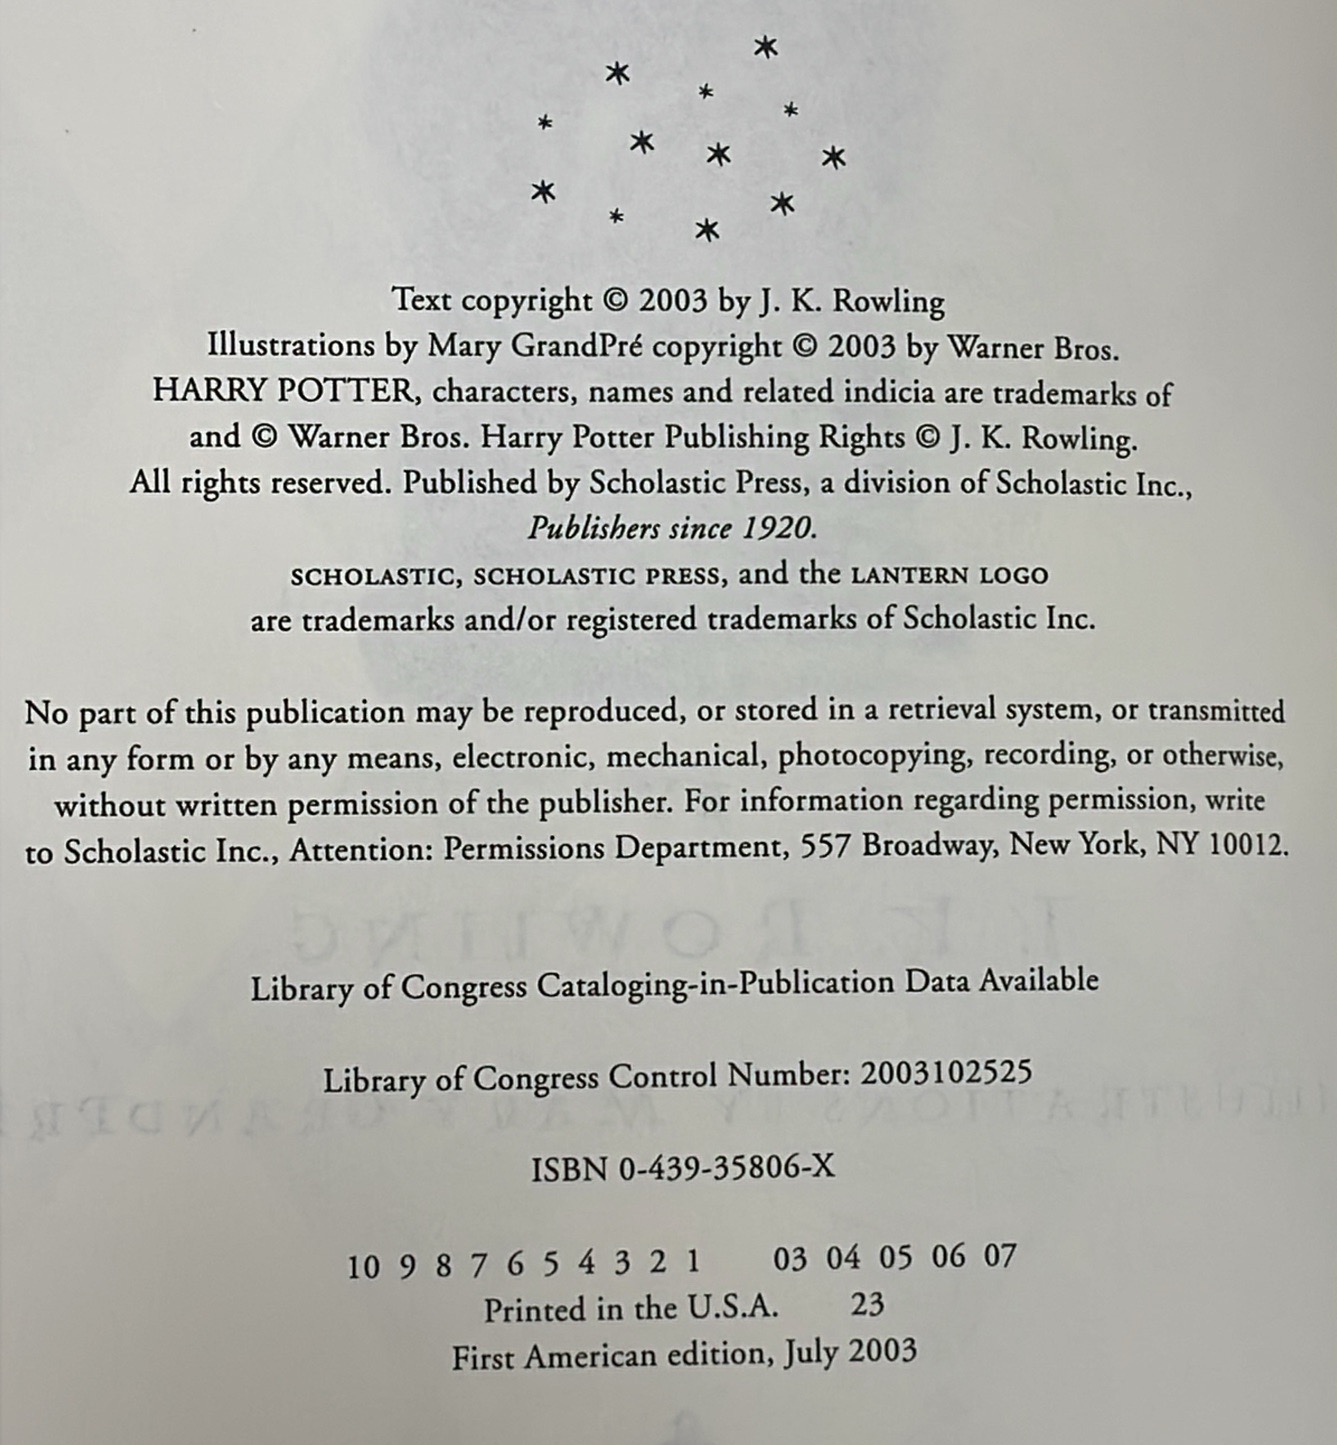 Text copyright © 2003 by J. K. Rowling
Illustrations by Mary GrandPré copyright © 2003 by Warner Bros.
HARRY POTTER, characters, names and related indicia are trademarks of
and © Warner Bros. Harry Potter Publishing Rights © J. K. Rowling.
All rights reserved. Published by Scholastic Press, a division of Scholastic Inc.,
Publishers since 1920.
SCHOLASTIC, SCHOLASTIC PRESS, and the LANTERN LOGO
are trademarks and/or registered trademarks of Scholastic Inc.
No part of this publication may be reproduced, or stored in a retrieval system, or transmitted
in any form or by any means, electronic, mechanical, photocopying, recording, or otherwise,
without written permission of the publisher. For information regarding permission, write
to Scholastic Inc., Attention: Permissions Department, 557 Broadway, New York, NY 10012.
J. K. ROWLING
Library of Congress Cataloging-in-Publication Data Available
Library of Congress Control Number: 2003102525
ILLUSTRATIONS BY MARY GRANDPRÉ
ISBN 0-439-35806-X
10 9 8 7 6 5 4 3 2 1 03 04 05 06 07
Printed in the U.S.A. 23
First American edition, July 2003